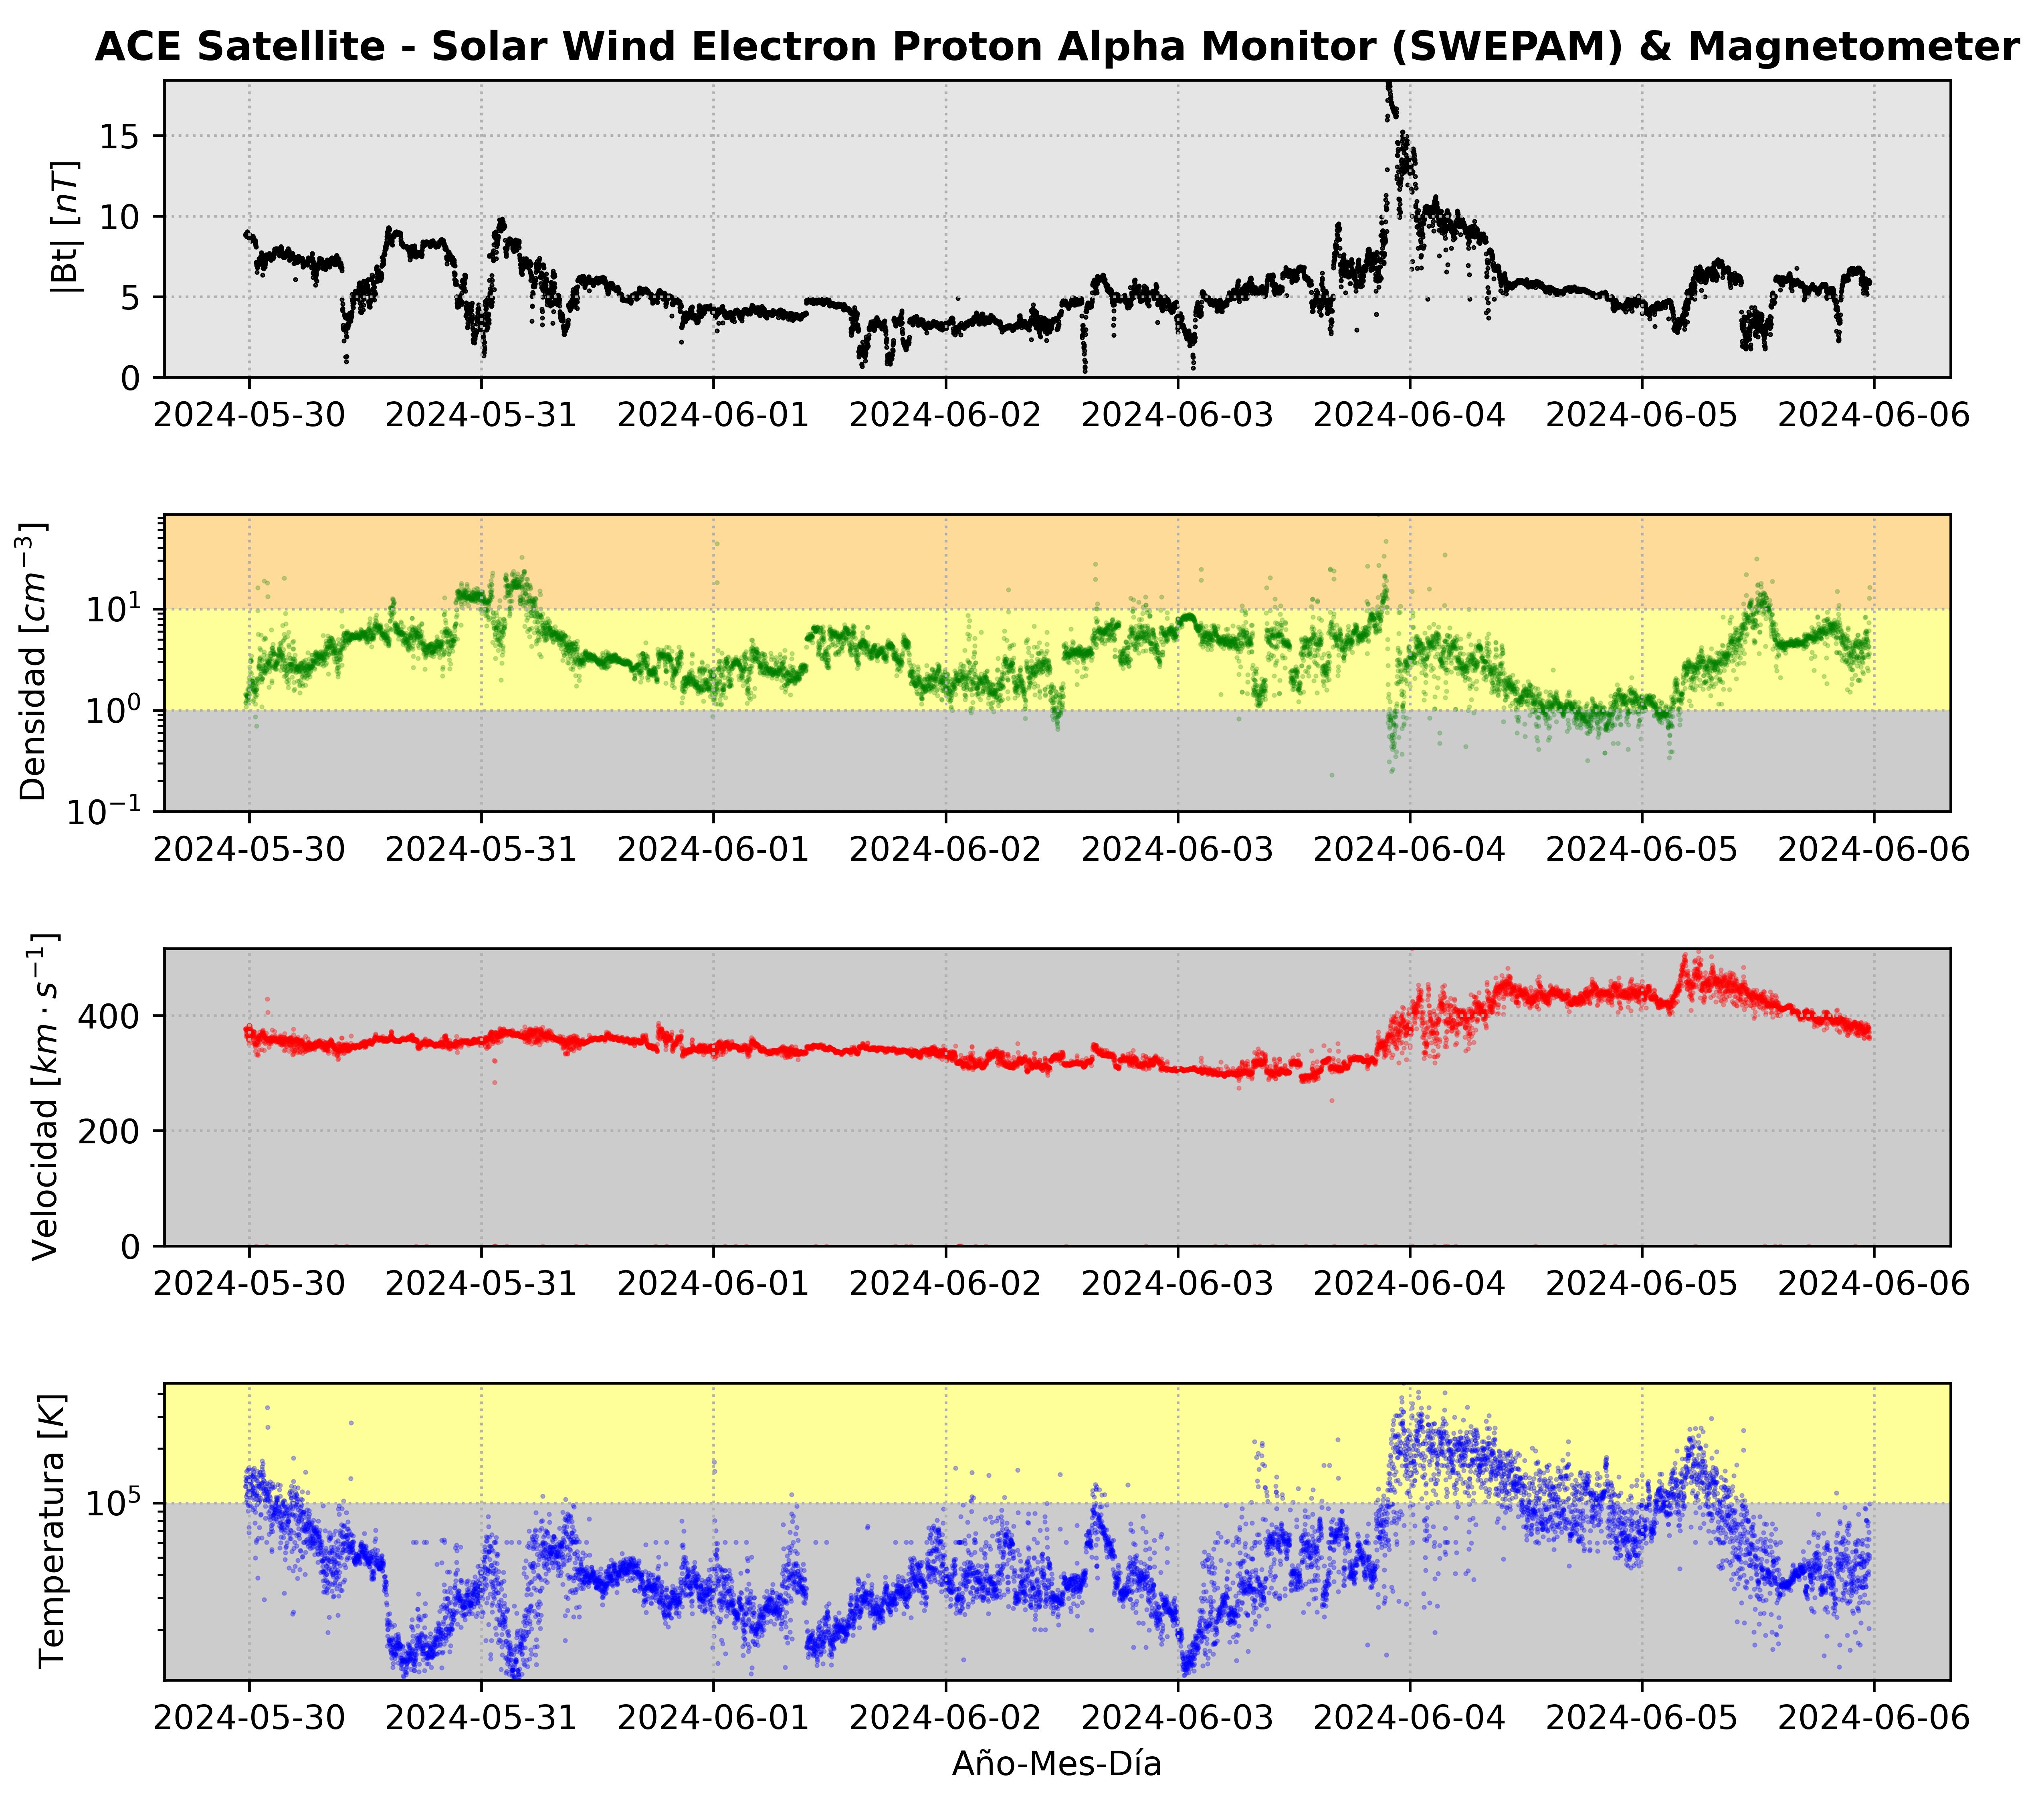 ACE Satellite - Solar Wind Electron Proton Alpha Monitor (SWEPAM) & Magnetometer
|Bt| [nT]
15
10
5
0
2024-05-30 2024-05-31 2024-06-01 2024-06-02 2024-06-03 2024-06-04 2024-06-05 2024-06-06
Densidad [cm⁻³]
10¹
10⁰
10⁻¹
2024-05-30 2024-05-31 2024-06-01 2024-06-02 2024-06-03 2024-06-04 2024-06-05 2024-06-06
Velocidad [km · s⁻¹]
400
200
0
2024-05-30 2024-05-31 2024-06-01 2024-06-02 2024-06-03 2024-06-04 2024-06-05 2024-06-06
Temperatura [K]
10⁵
2024-05-30 2024-05-31 2024-06-01 2024-06-02 2024-06-03 2024-06-04 2024-06-05 2024-06-06
Año-Mes-Día